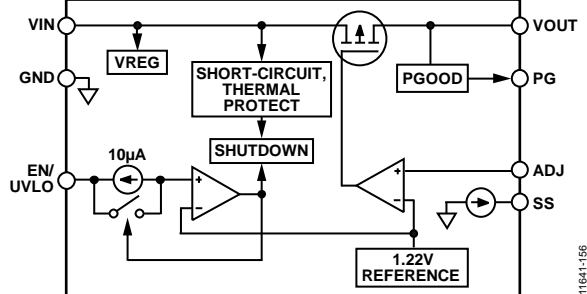 VIN
VOUT
VREG
GND
SHORT-CIRCUIT,
THERMAL
PROTECT
PGOOD
PG
SHUTDOWN
10µA
EN/
UVLO
+
−
+
−
ADJ
SS
1.22V
REFERENCE
11641-156